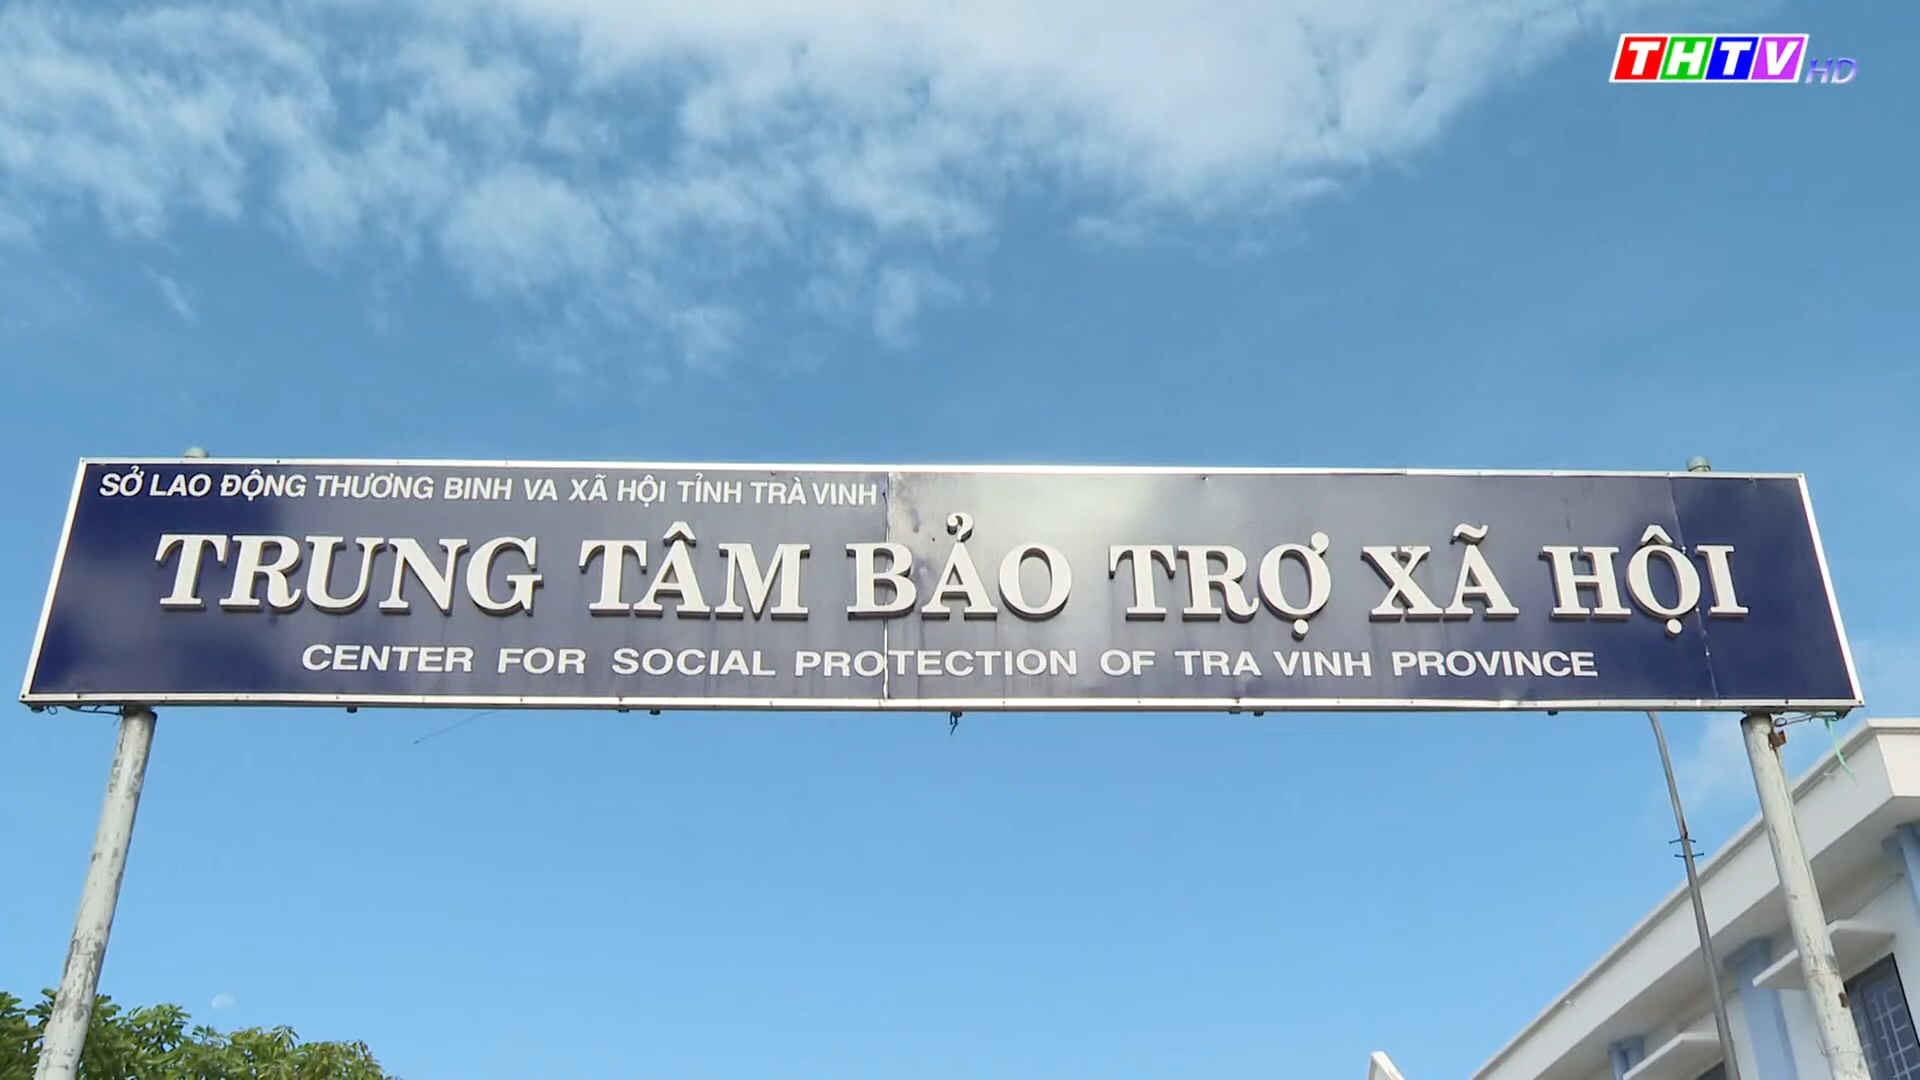 THTV HD
SỞ LAO ĐỘNG THƯƠNG BINH VA XÃ HỘI TỈNH TRÀ VINH
TRUNG TÂM BẢO TRỢ XÃ HỘI
CENTER FOR SOCIAL PROTECTION OF TRA VINH PROVINCE